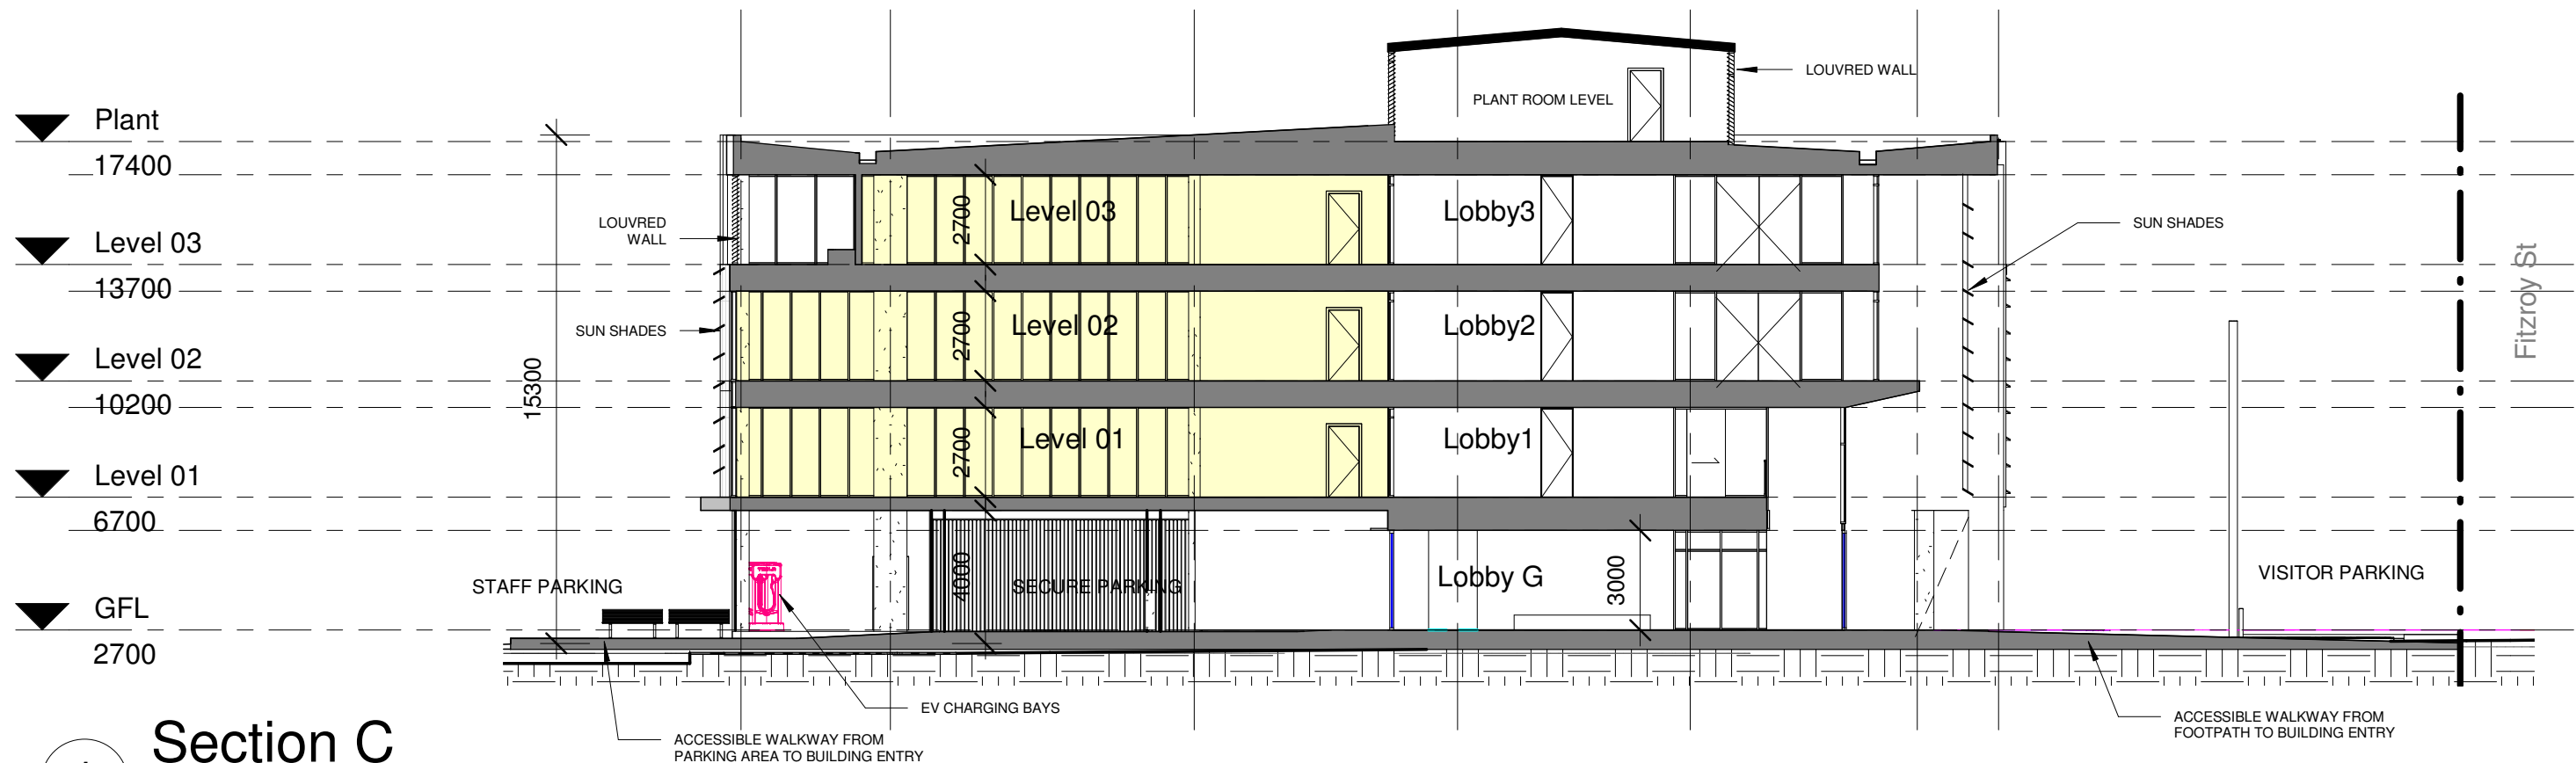 LOUVRED WALL
PLANT ROOM LEVEL
Plant
17400
LOUVRED
WALL
2700
Level 03
Lobby3
SUN SHADES
Level 03
13700
Fitzroy St
SUN SHADES
2700
Level 02
Lobby2
Level 02
10200
15300
2700
Level 01
Lobby1
Level 01
6700
STAFF PARKING
4000
SECURE PARKING
Lobby G
3000
VISITOR PARKING
GFL
2700
EV CHARGING BAYS
ACCESSIBLE WALKWAY FROM
FOOTPATH TO BUILDING ENTRY
Section C
ACCESSIBLE WALKWAY FROM
PARKING AREA TO BUILDING ENTRY